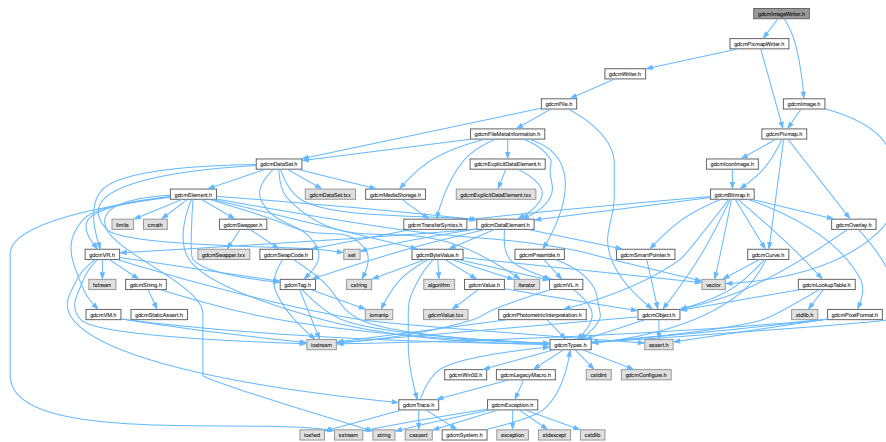 gdcmImageWriter.h
gdcmPixmapWriter.h
gdcmWriter.h
gdcmFile.h
gdcmImage.h
gdcmFileMetaInformation.h
gdcmPixmap.h
gdcmDataSet.h
gdcmExplicitDataElement.h
gdcmIconImage.h
gdcmElement.h
gdcmDataSet.txx
gdcmMediaStorage.h
gdcmExplicitDataElement.txx
gdcmBitmap.h
limits
cmath
gdcmSwapper.h
gdcmTransferSyntax.h
gdcmDataElement.h
gdcmOverlay.h
gdcmVR.h
gdcmSwapper.txx
gdcmSwapCode.h
set
gdcmByteValue.h
gdcmPreamble.h
gdcmSmartPointer.h
gdcmCurve.h
fstream
gdcmString.h
gdcmTag.h
cstring
algorithm
gdcmValue.h
iterator
gdcmVL.h
vector
gdcmLookupTable.h
gdcmVM.h
gdcmStaticAssert.h
iomanip
gdcmValue.txx
gdcmPhotometricInterpretation.h
gdcmObject.h
stdlib.h
gdcmPixelFormat.h
iostream
gdcmTypes.h
assert.h
gdcmWin32.h
gdcmLegacyMacro.h
cstdint
gdcmConfigure.h
gdcmTrace.h
gdcmException.h
iosfwd
sstream
string
cassert
gdcmSystem.h
exception
stdexcept
cstdlib